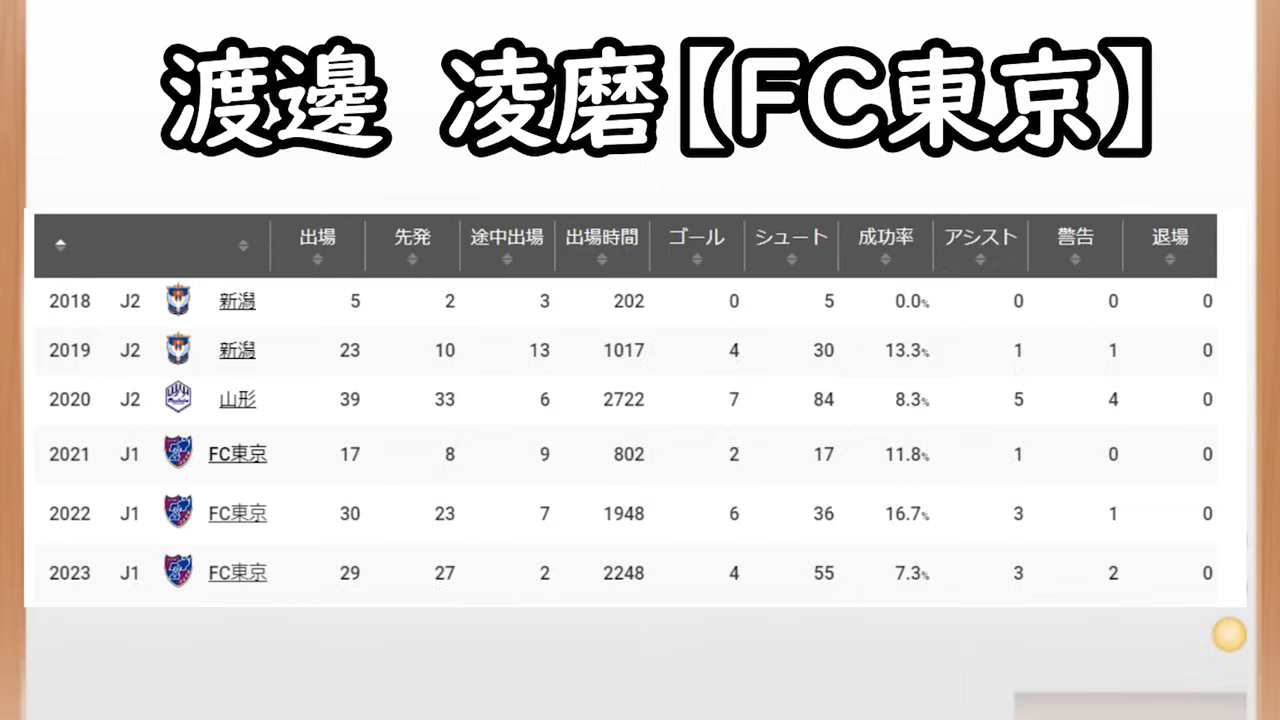 渡邊 凌磨【FC東京】
出場 先発 途中出場 出場時間 ゴール シュート 成功率 アシスト 警告 退場
2018 J2 新潟 5 2 3 202 0 5 0.0% 0 0 0
2019 J2 新潟 23 10 13 1017 4 30 13.3% 1 1 0
2020 J2 山形 39 33 6 2722 7 84 8.3% 5 4 0
2021 J1 FC東京 17 8 9 802 2 17 11.8% 1 0 0
2022 J1 FC東京 30 23 7 1948 6 36 16.7% 3 1 0
2023 J1 FC東京 29 27 2 2248 4 55 7.3% 3 2 0